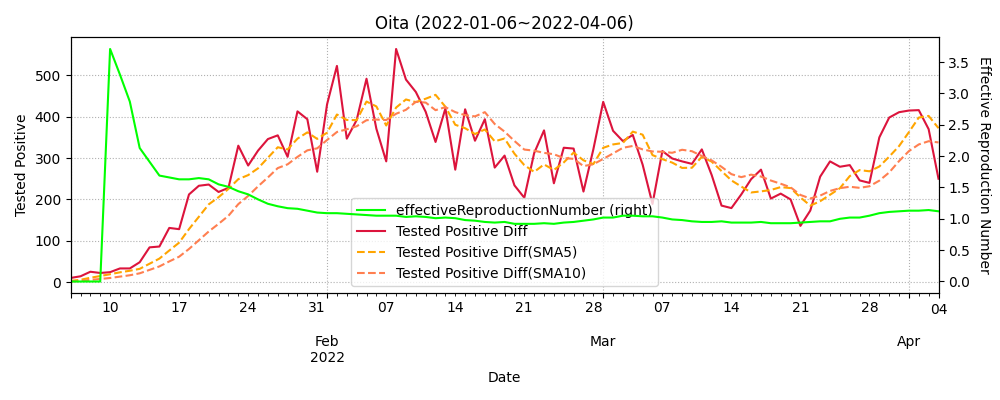 Oita (2022-01-06~2022-04-06)
Tested Positive
500
400
300
200
100
0
3.5
3.0
2.5
2.0
1.5
1.0
0.5
0.0
Effective Reproduction Number
effectiveReproductionNumber (right)
Tested Positive Diff
Tested Positive Diff(SMA5)
Tested Positive Diff(SMA10)
10 17 24 31 07 14 21 28 07 14 21 28 04
Feb Mar Apr
2022
Date